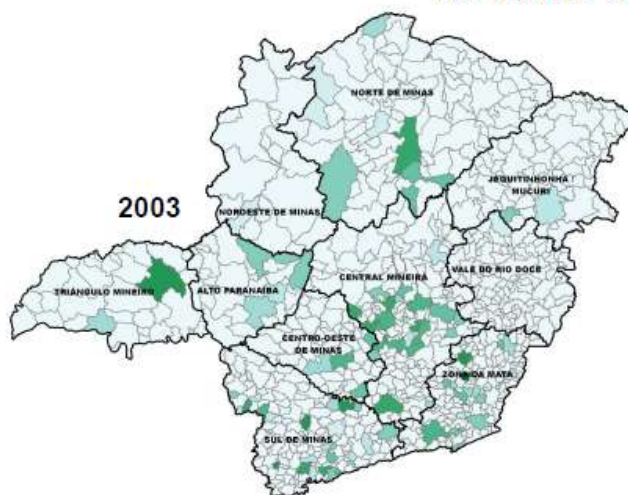 NORTE DE MINAS
JEQUITINHONHA /
MUCURI
2003
NOROESTE DE MINAS
TRIÂNGULO MINEIRO
ALTO PARANAÍBA
CENTRAL MINEIRA
VALE DO RIO DOCE
CENTRO-OESTE
DE MINAS
ZONA DA MATA
SUL DE MINAS